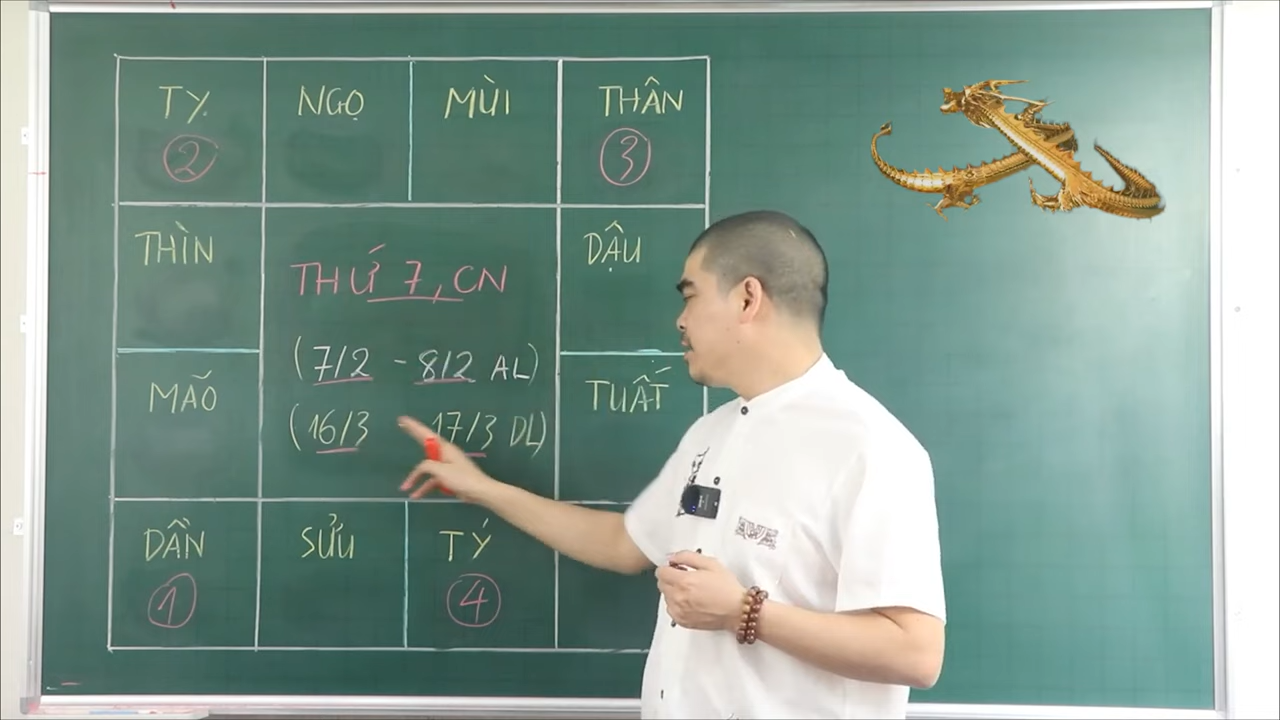 TỴ
NGỌ
MÙI
THÂN
2
3
THÌN
DẬU
THỨ 7, CN
(7/2 - 8/2 AL)
MÃO
TUẤT
(16/3 17/3 DL)
DẦN
SỬU
TÝ
1
4